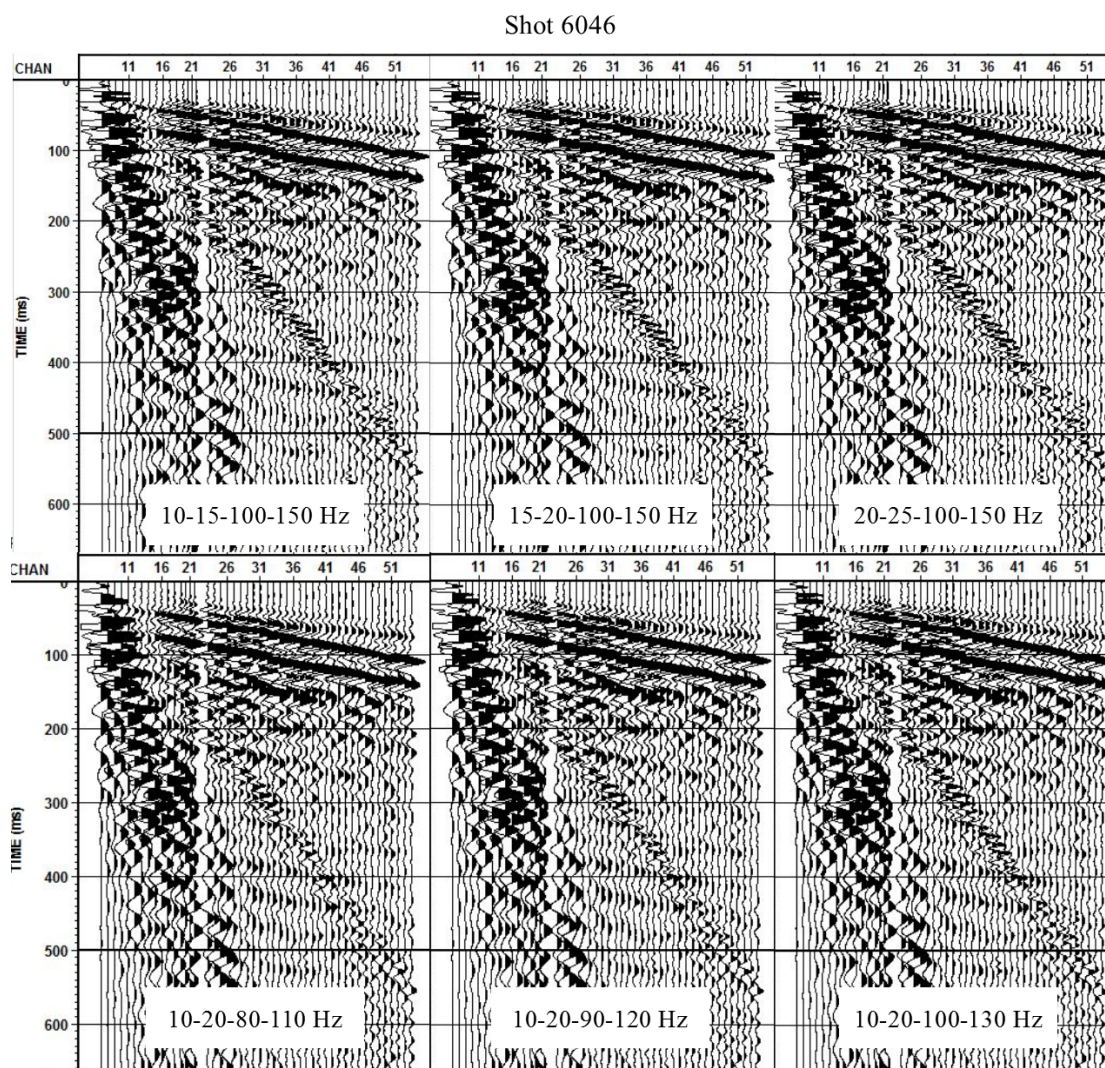 Shot 6046
CHAN 11 16 21 26 31 36 41 46 51 11 16 21 26 31 36 41 46 51 11 16 21 26 31 36 41 46 51
0
100
200
300
TIME (ms)
400
500
600
10-15-100-150 Hz 15-20-100-150 Hz 20-25-100-150 Hz
CHAN 11 16 21 26 31 36 41 46 51 11 16 21 26 31 36 41 46 51 11 16 21 26 31 36 41 46 51
0
100
200
300
TIME (ms)
400
500
600
10-20-80-110 Hz 10-20-90-120 Hz 10-20-100-130 Hz